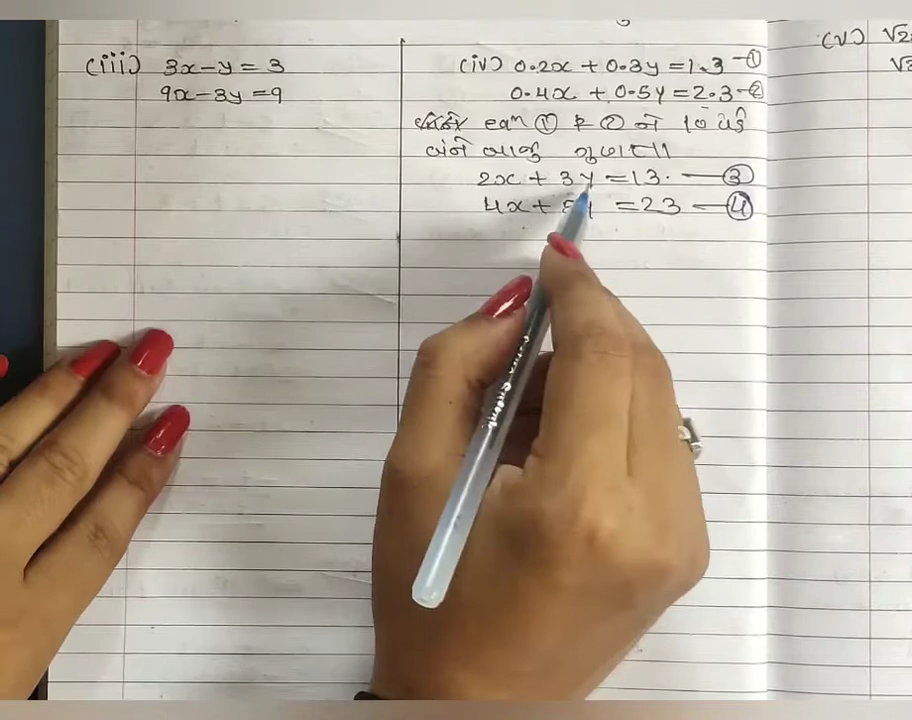 (iii) 3x-y=3
9x-3y=9
(iv) 0.2x+0.3y=1.3 -①
0.4x+0.5y=2.3-②
eqn ① ને 10 વડે
બંને બાજુ ગુણતા
2x+3y=13. —③
4x+5y=23 —④
(v) √2
√3